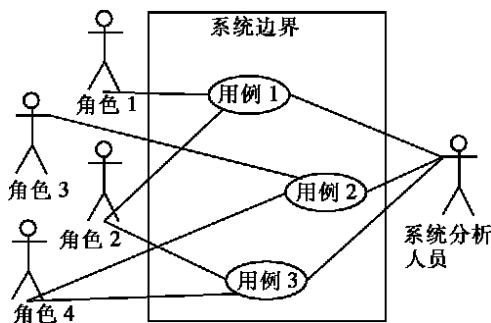 系统边界
角色 1
用例 1
角色 3
角色 2
用例 2
系统分析
人员
用例 3
角色 4